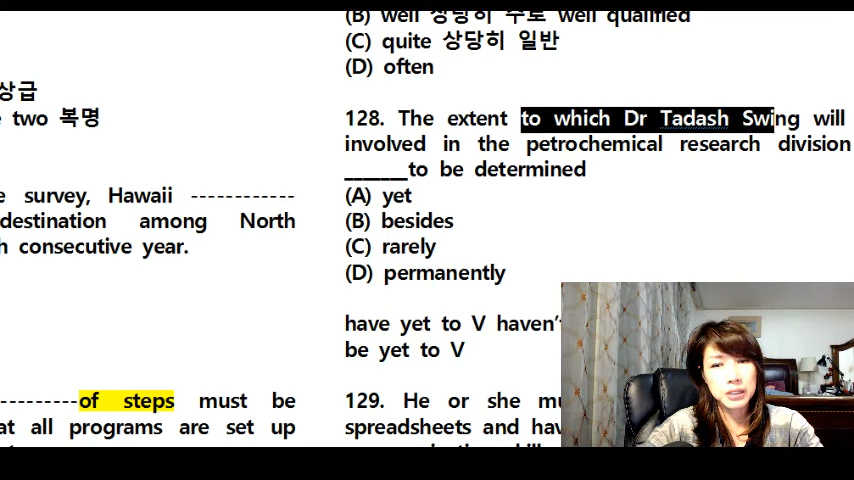 상급
e two 복명
e survey, Hawaii ------------
destination among North
h consecutive year.
----------of steps must be
at all programs are set up
(B) well 상당히 주로 well qualified
(C) quite 상당히 일반
(D) often
128. The extent to which Dr Tadash Swing will
involved in the petrochemical research division
______to be determined
(A) yet
(B) besides
(C) rarely
(D) permanently
have yet to V haven'
be yet to V
129. He or she mu
spreadsheets and hav